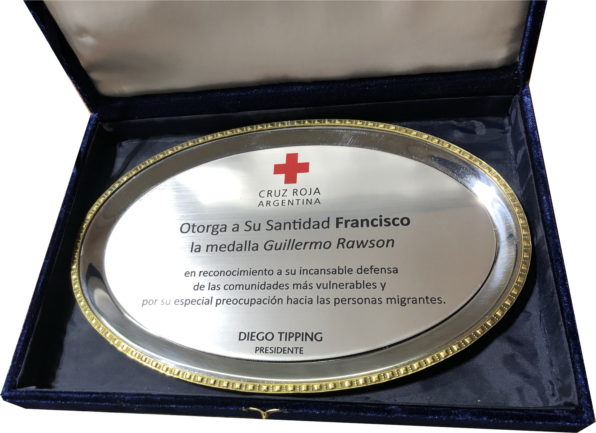 CRUZ ROJA
ARGENTINA
Otorga a Su Santidad Francisco
la medalla Guillermo Rawson
en reconocimiento a su incansable defensa
de las comunidades más vulnerables y
por su especial preocupación hacia las personas migrantes.
DIEGO TIPPING
PRESIDENTE